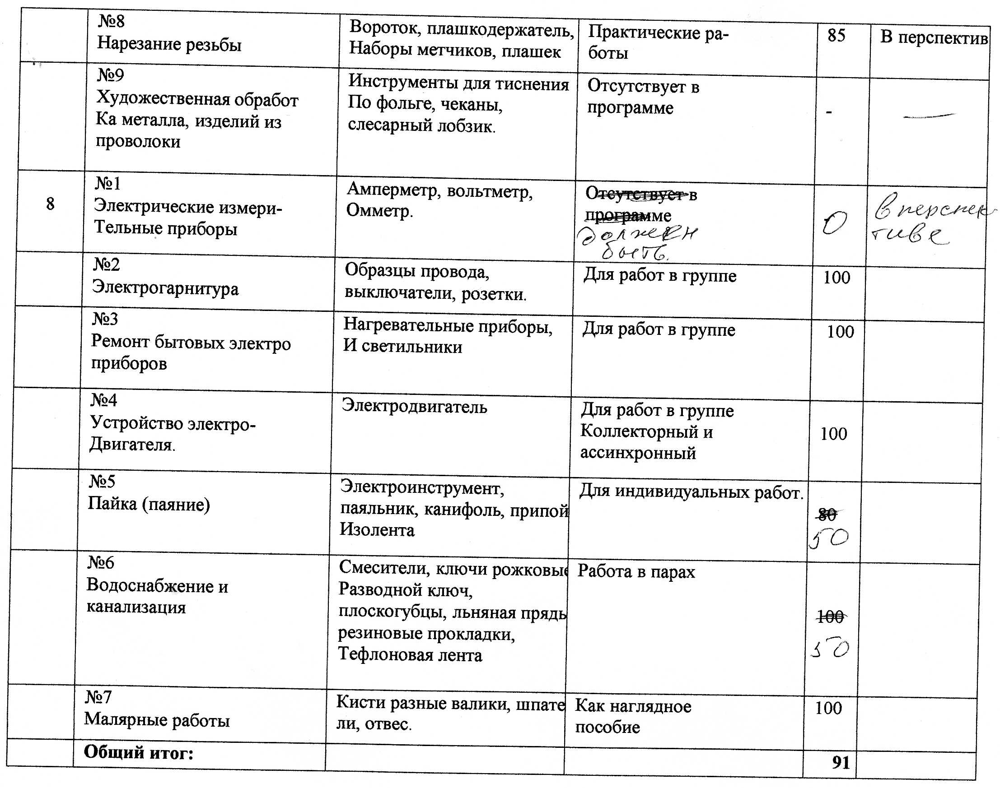 №8
Нарезание резьбы
Вороток, плашкодержатель,
Наборы метчиков, плашек
Практические ра-
боты
85
В перспектив
№9
Художественная обработ
Ка металла, изделий из
проволоки
Инструменты для тиснения
По фольге, чеканы,
слесарный лобзик.
Отсутствует в
программе
-
—
8
№1
Электрические измери-
Тельные приборы
Амперметр, вольтметр,
Омметр.
Отсутствует в
программе
должен
быть.
0
в перспек
тиве
№2
Электрогарнитура
Образцы провода,
выключатели, розетки.
Для работ в группе
100
№3
Ремонт бытовых электро
приборов
Нагревательные приборы,
И светильники
Для работ в группе
100
№4
Устройство электро-
Двигателя.
Электродвигатель
Для работ в группе
Коллекторный и
ассинхронный
100
№5
Пайка (паяние)
Электроинструмент,
паяльник, канифоль, припой
Изолента
Для индивидуальных работ.
80
50
№6
Водоснабжение и
канализация
Смесители, ключи рожковые
Разводной ключ,
плоскогубцы, льняная прядь
резиновые прокладки,
Тефлоновая лента
Работа в парах
100
50
№7
Малярные работы
Кисти разные валики, шпате
ли, отвес.
Как наглядное
пособие
100
Общий итог:
91